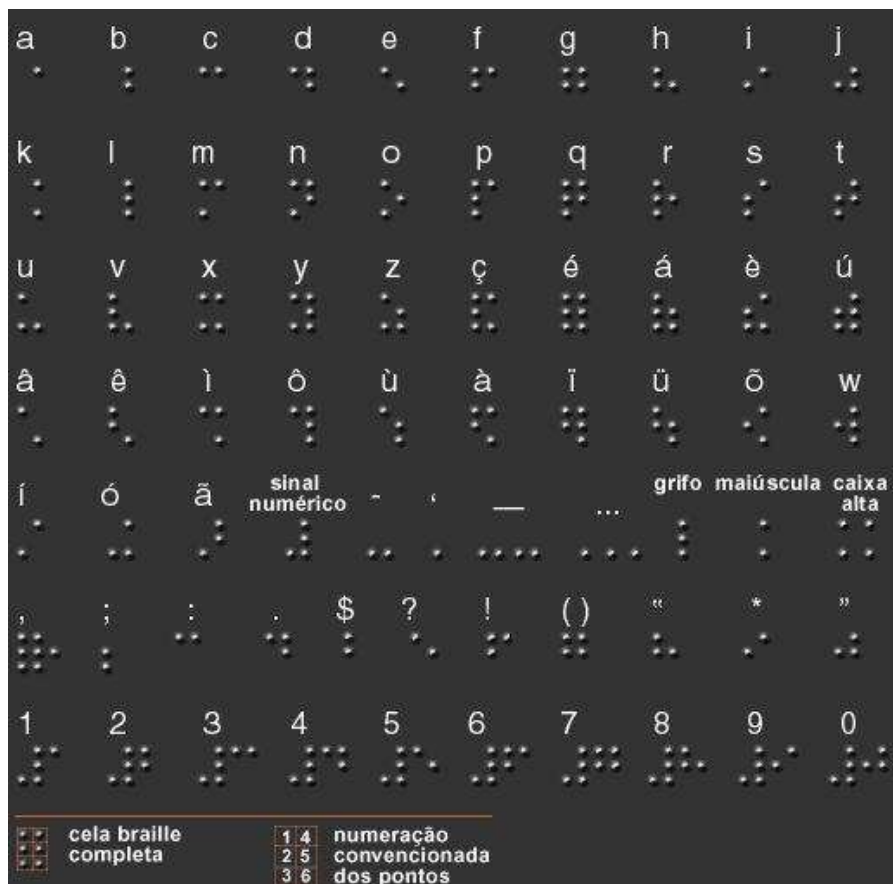 a b c d e f g h i j
k l m n o p q r s t
u v x y z ç é á è ú
â ê ì ô ù à ï ü õ w
í ó ã sinal numérico ~ ‘ — ... grifo maiúscula caixa alta
, ; : . $ ? ! ( ) “ * ”
1 2 3 4 5 6 7 8 9 0
cela braille
completa
1 4 numeração
2 5 convencionada
3 6 dos pontos